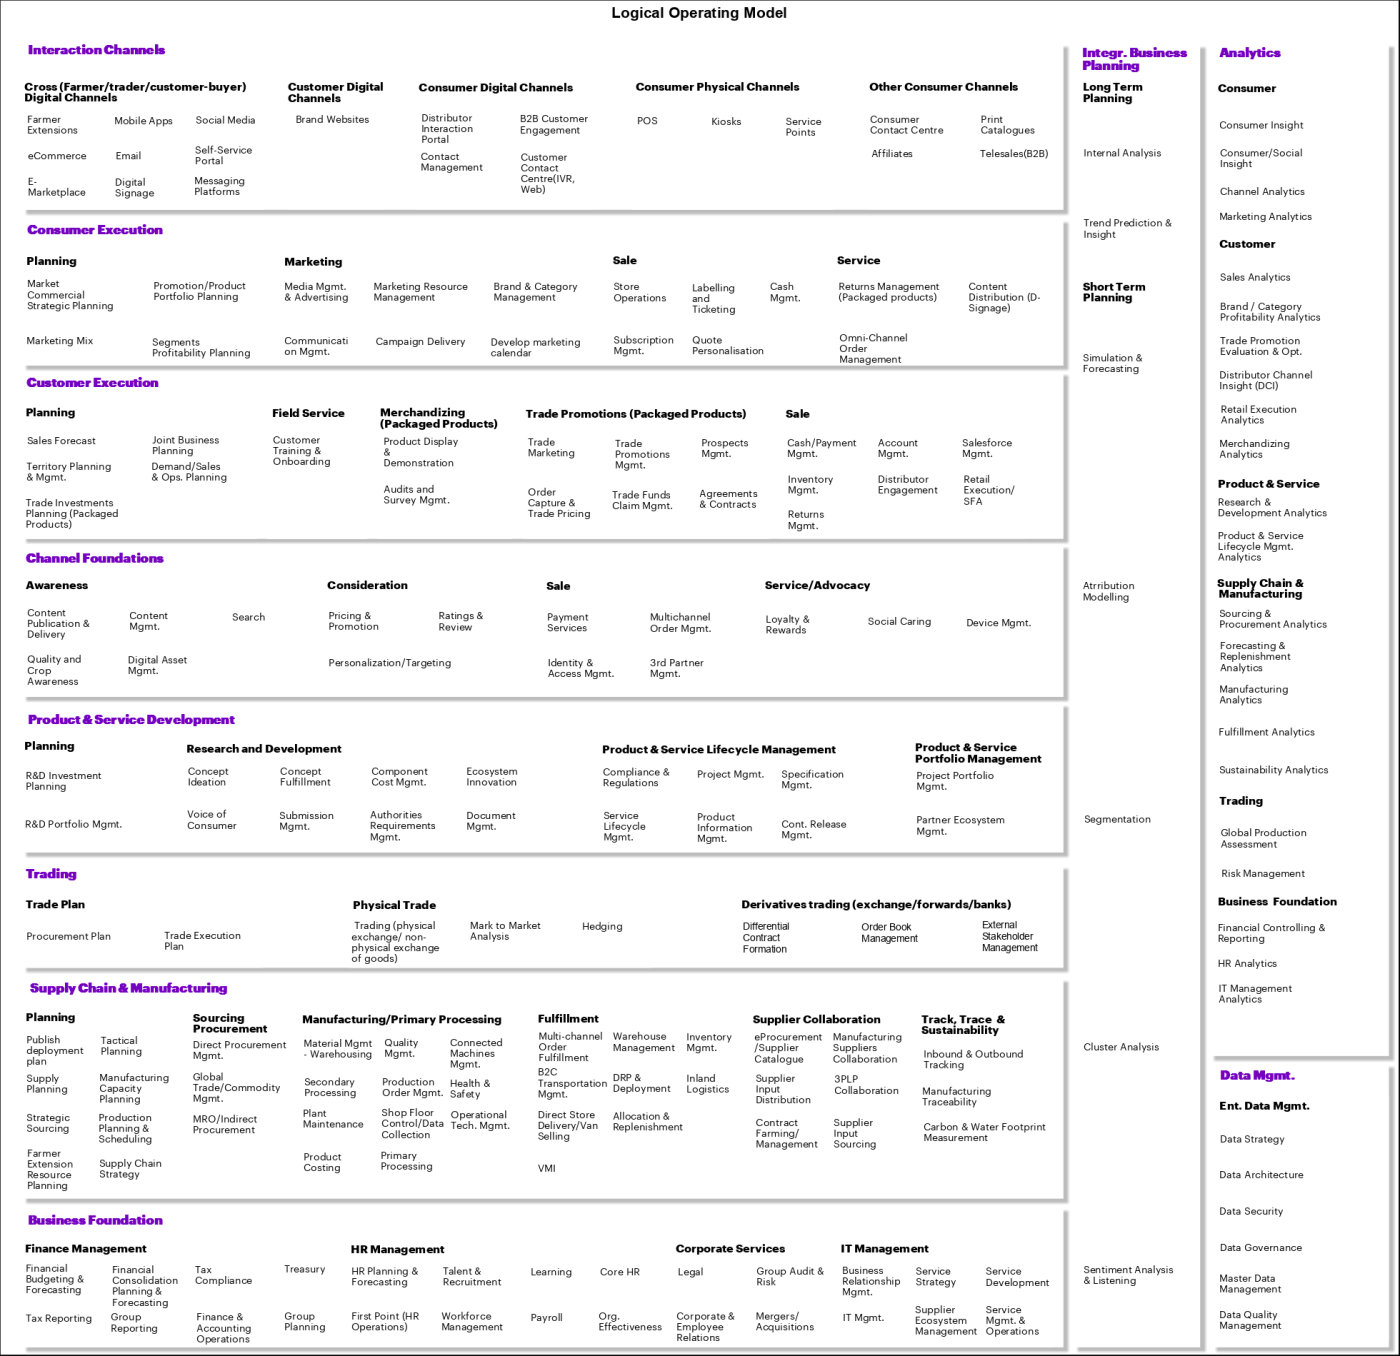 Logical Operating Model
Interaction Channels
Cross (Farmer/trader/customer-buyer)
Digital Channels
Farmer
Extensions
Mobile Apps
Social Media
eCommerce
Email
Self-Service
Portal
E-
Marketplace
Digital
Signage
Messaging
Platforms
Customer Digital
Channels
Brand Websites
Consumer Digital Channels
Distributor
Interaction
Portal
B2B Customer
Engagement
Contact
Management
Customer
Contact
Centre(IVR,
Web)
Consumer Physical Channels
POS
Kiosks
Service
Points
Other Consumer Channels
Consumer
Contact Centre
Print
Catalogues
Affiliates
Telesales(B2B)
Consumer Execution
Planning
Market
Commercial
Strategic Planning
Promotion/Product
Portfolio Planning
Marketing Mix
Segments
Profitability Planning
Marketing
Media Mgmt.
& Advertising
Marketing Resource
Management
Brand & Category
Management
Communicati
on Mgmt.
Campaign Delivery
Develop marketing
calendar
Sale
Store
Operations
Labelling
and
Ticketing
Cash
Mgmt.
Subscription
Mgmt.
Quote
Personalisation
Service
Returns Management
(Packaged products)
Content
Distribution (D-
Signage)
Omni-Channel
Order
Management
Customer Execution
Planning
Sales Forecast
Joint Business
Planning
Territory Planning
& Mgmt.
Demand/Sales
& Ops. Planning
Trade Investments
Planning (Packaged
Products)
Field Service
Customer
Training &
Onboarding
Merchandizing
(Packaged Products)
Product Display
&
Demonstration
Audits and
Survey Mgmt.
Trade Promotions (Packaged Products)
Trade
Marketing
Trade
Promotions
Mgmt.
Prospects
Mgmt.
Order
Capture &
Trade Pricing
Trade Funds
Claim Mgmt.
Agreements
& Contracts
Sale
Cash/Payment
Mgmt.
Account
Mgmt.
Salesforce
Mgmt.
Inventory
Mgmt.
Distributor
Engagement
Retail
Execution/
SFA
Returns
Mgmt.
Channel Foundations
Awareness
Content
Publication &
Delivery
Content
Mgmt.
Search
Quality and
Crop
Awareness
Digital Asset
Mgmt.
Consideration
Pricing &
Promotion
Ratings &
Review
Personalization/Targeting
Sale
Payment
Services
Multichannel
Order Mgmt.
Identity &
Access Mgmt.
3rd Partner
Mgmt.
Service/Advocacy
Loyalty &
Rewards
Social Caring
Device Mgmt.
Product & Service Development
Planning
R&D Investment
Planning
R&D Portfolio Mgmt.
Research and Development
Concept
Ideation
Concept
Fulfillment
Component
Cost Mgmt.
Ecosystem
Innovation
Voice of
Consumer
Submission
Mgmt.
Authorities
Requirements
Mgmt.
Document
Mgmt.
Product & Service Lifecycle Management
Compliance &
Regulations
Project Mgmt.
Specification
Mgmt.
Service
Lifecycle
Mgmt.
Product
Information
Mgmt.
Cont. Release
Mgmt.
Product & Service
Portfolio Management
Project Portfolio
Mgmt.
Partner Ecosystem
Mgmt.
Trading
Trade Plan
Procurement Plan
Trade Execution
Plan
Physical Trade
Trading (physical
exchange/ non-
physical exchange
of goods)
Mark to Market
Analysis
Hedging
Derivatives trading (exchange/forwards/banks)
Differential
Contract
Formation
Order Book
Management
External
Stakeholder
Management
Supply Chain & Manufacturing
Planning
Publish
deployment
plan
Tactical
Planning
Supply
Planning
Manufacturing
Capacity
Planning
Strategic
Sourcing
Production
Planning &
Scheduling
Farmer
Extension
Resource
Planning
Supply Chain
Strategy
Sourcing
Procurement
Direct Procurement
Mgmt.
Global
Trade/Commodity
Mgmt.
MRO/Indirect
Procurement
Manufacturing/Primary Processing
Material Mgmt
- Warehousing
Quality
Mgmt.
Connected
Machines
Mgmt.
Secondary
Processing
Production
Order Mgmt.
Health &
Safety
Plant
Maintenance
Shop Floor
Control/Data
Collection
Operational
Tech. Mgmt.
Product
Costing
Primary
Processing
Fulfillment
Multi-channel
Order
Fulfillment
Warehouse
Management
Inventory
Mgmt.
B2C
Transportation
Mgmt.
DRP &
Deployment
Inland
Logistics
Direct Store
Delivery/Van
Selling
Allocation &
Replenishment
VMI
Supplier Collaboration
eProcurement
/Supplier
Catalogue
Manufacturing
Suppliers
Collaboration
Supplier
Input
Distribution
3PLP
Collaboration
Contract
Farming/
Management
Supplier
Input
Sourcing
Track, Trace &
Sustainability
Inbound & Outbound
Tracking
Manufacturing
Traceability
Carbon & Water Footprint
Measurement
Business Foundation
Finance Management
Financial
Budgeting &
Forecasting
Financial
Consolidation
Planning &
Forecasting
Tax
Compliance
Treasury
Tax Reporting
Group
Reporting
Finance &
Accounting
Operations
Group
Planning
HR Management
HR Planning &
Forecasting
Talent &
Recruitment
Learning
Core HR
First Point (HR
Operations)
Workforce
Management
Payroll
Org.
Effectiveness
Corporate Services
Legal
Group Audit &
Risk
Corporate &
Employee
Relations
Mergers/
Acquisitions
IT Management
Business
Relationship
Mgmt.
Service
Strategy
Service
Development
IT Mgmt.
Supplier
Ecosystem
Management
Service
Mgmt. &
Operations
Integr. Business
Planning
Long Term
Planning
Internal Analysis
Trend Prediction &
Insight
Short Term
Planning
Simulation &
Forecasting
Atrribution
Modelling
Segmentation
Cluster Analysis
Sentiment Analysis
& Listening
Analytics
Consumer
Consumer Insight
Consumer/Social
Insight
Channel Analytics
Marketing Analytics
Customer
Sales Analytics
Brand / Category
Profitability Analytics
Trade Promotion
Evaluation & Opt.
Distributor Channel
Insight (DCI)
Retail Execution
Analytics
Merchandizing
Analytics
Product & Service
Research &
Development Analytics
Product & Service
Lifecycle Mgmt.
Analytics
Supply Chain &
Manufacturing
Sourcing &
Procurement Analytics
Forecasting &
Replenishment
Analytics
Manufacturing
Analytics
Fulfillment Analytics
Sustainability Analytics
Trading
Global Production
Assessment
Risk Management
Business Foundation
Financial Controlling &
Reporting
HR Analytics
IT Management
Analytics
Data Mgmt.
Ent. Data Mgmt.
Data Strategy
Data Architecture
Data Security
Data Governance
Master Data
Management
Data Quality
Management